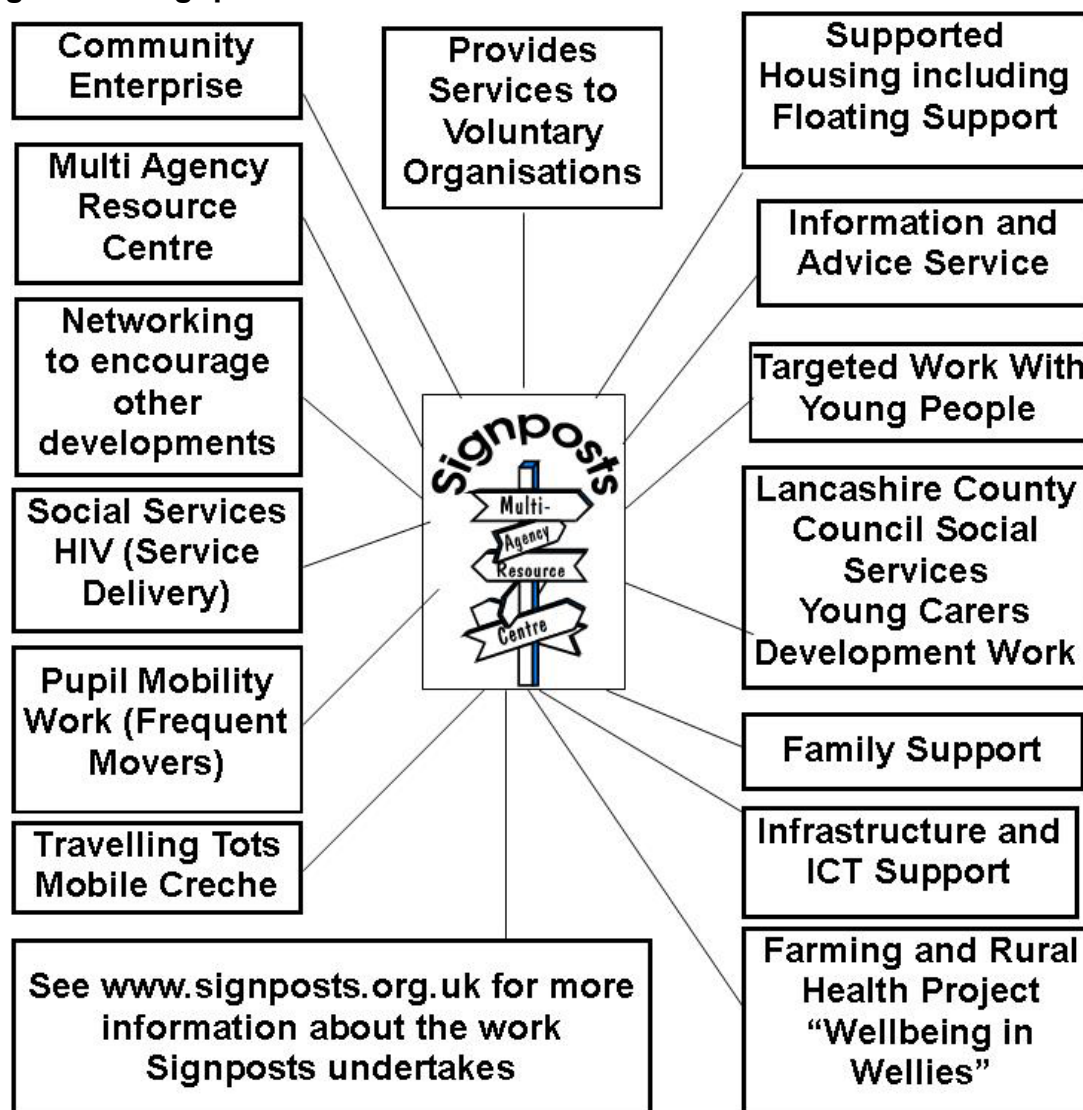 Community
Enterprise
Provides
Services to
Voluntary
Organisations
Supported
Housing including
Floating Support
Multi Agency
Resource
Centre
Information and
Advice Service
Networking
to encourage
other
developments
Targeted Work With
Young People
Signposts
Multi-
Agency
Resource
Centre
Social Services
HIV (Service
Delivery)
Lancashire County
Council Social
Services
Young Carers
Development Work
Pupil Mobility
Work (Frequent
Movers)
Family Support
Travelling Tots
Mobile Creche
Infrastructure and
ICT Support
See www.signposts.org.uk for more
information about the work
Signposts undertakes
Farming and Rural
Health Project
“Wellbeing in
Wellies”